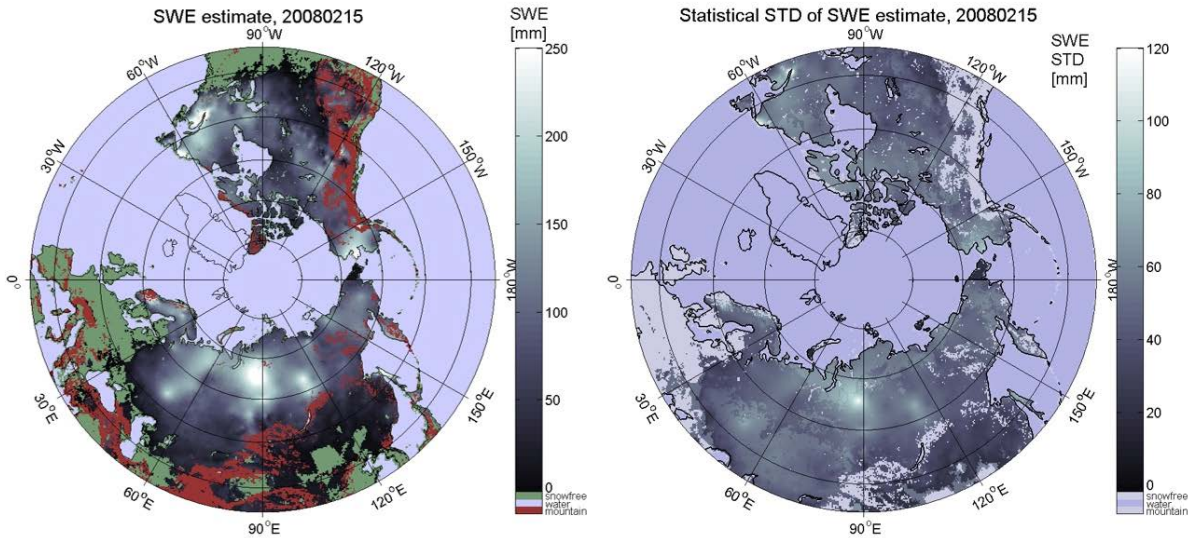 SWE estimate, 20080215
SWE
[mm]
90°W
60°W
120°W
30°W
150°W
0°
180°W
30°E
150°E
60°E
120°E
90°E
250
200
150
100
50
0
snowfree
water
mountain
Statistical STD of SWE estimate, 20080215
SWE
STD
[mm]
90°W
60°W
120°W
30°W
150°W
0°
180°W
30°E
150°E
60°E
120°E
90°E
120
100
80
60
40
20
0
snowfree
water
mountain